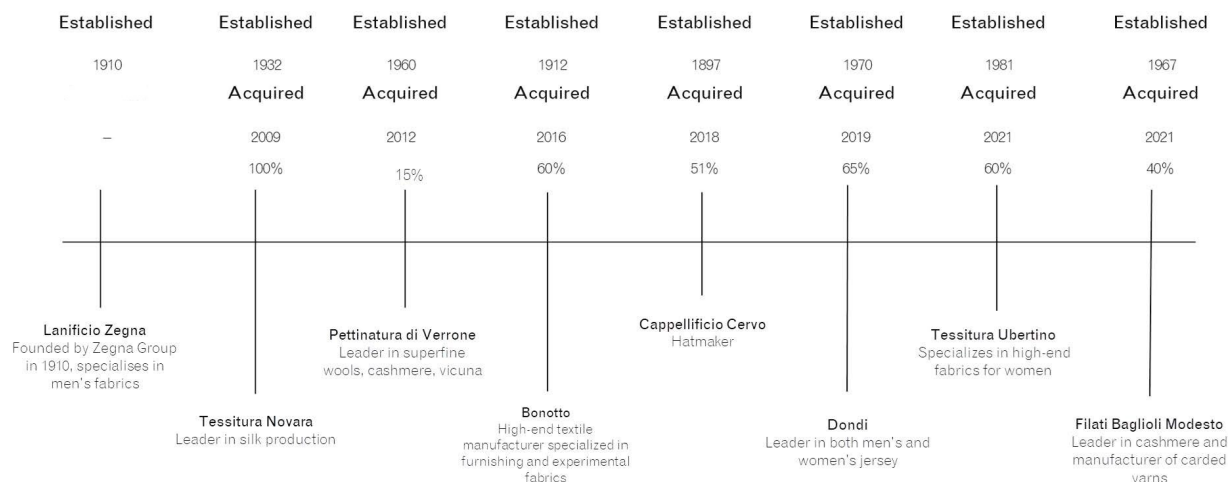 Established Established Established Established Established Established Established Established
1910 1932 1960 1912 1897 1970 1981 1967
Acquired Acquired Acquired Acquired Acquired Acquired Acquired
– 2009 2012 2016 2018 2019 2021 2021
100% 15% 60% 51% 65% 60% 40%
Lanificio Zegna
Founded by Zegna Group
in 1910, specialises in
men's fabrics
Tessitura Novara
Leader in silk production
Pettinatura di Verrone
Leader in superfine
wools, cashmere, vicuna
Bonotto
High-end textile
manufacturer specialized in
furnishing and experimental
fabrics
Cappellificio Cervo
Hatmaker
Dondi
Leader in both men's and
women's jersey
Tessitura Ubertino
Specializes in high-end
fabrics for women
Filati Baglioli Modesto
Leader in cashmere and
manufacturer of carded
yarns